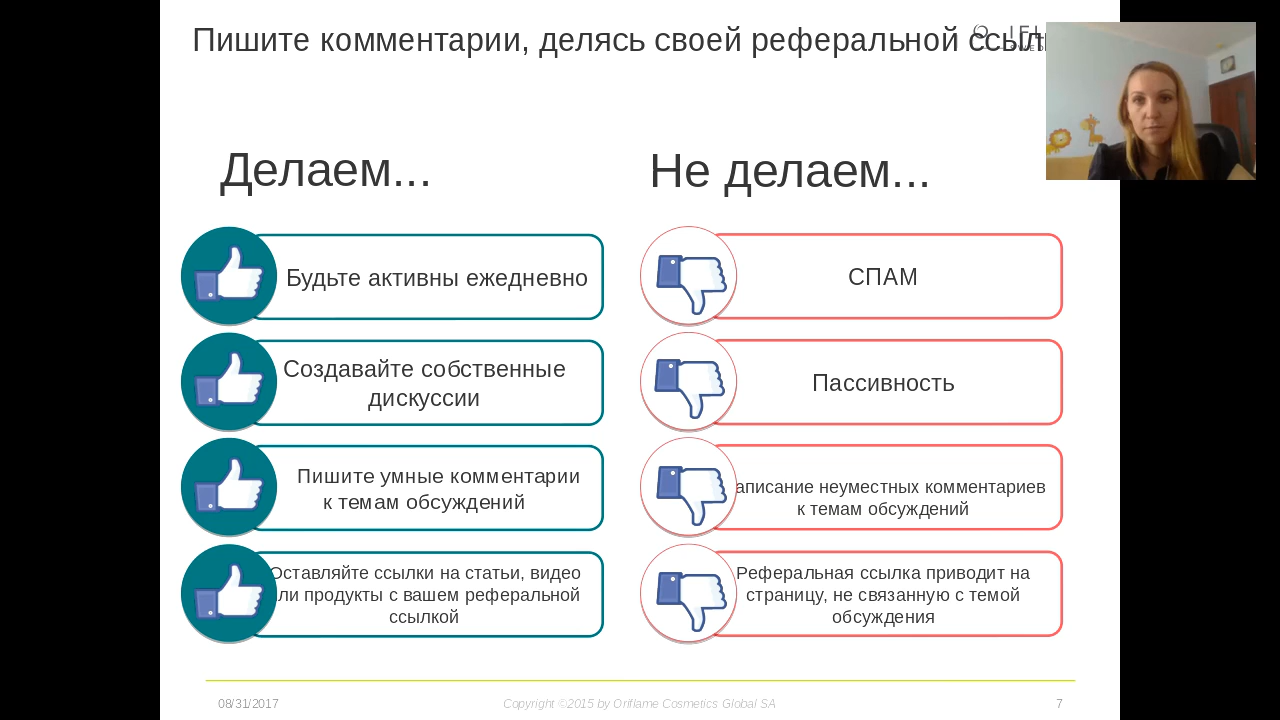 Пишите комментарии, делясь своей реферальной
Делаем...
Не делаем...
Будьте активны ежедневно
Создавайте собственные
дискуссии
Пишите умные комментарии
к темам обсуждений
Оставляйте ссылки на статьи, видео
ли продукты с вашем реферальной
ссылкой
СПАМ
Пассивность
аписание неуместных комментариев
к темам обсуждений
Реферальная ссылка приводит на
страницу, не связанную с темой
обсуждения
08/31/2017
Copyright ©2015 by Oriflame Cosmetics Global SA
7